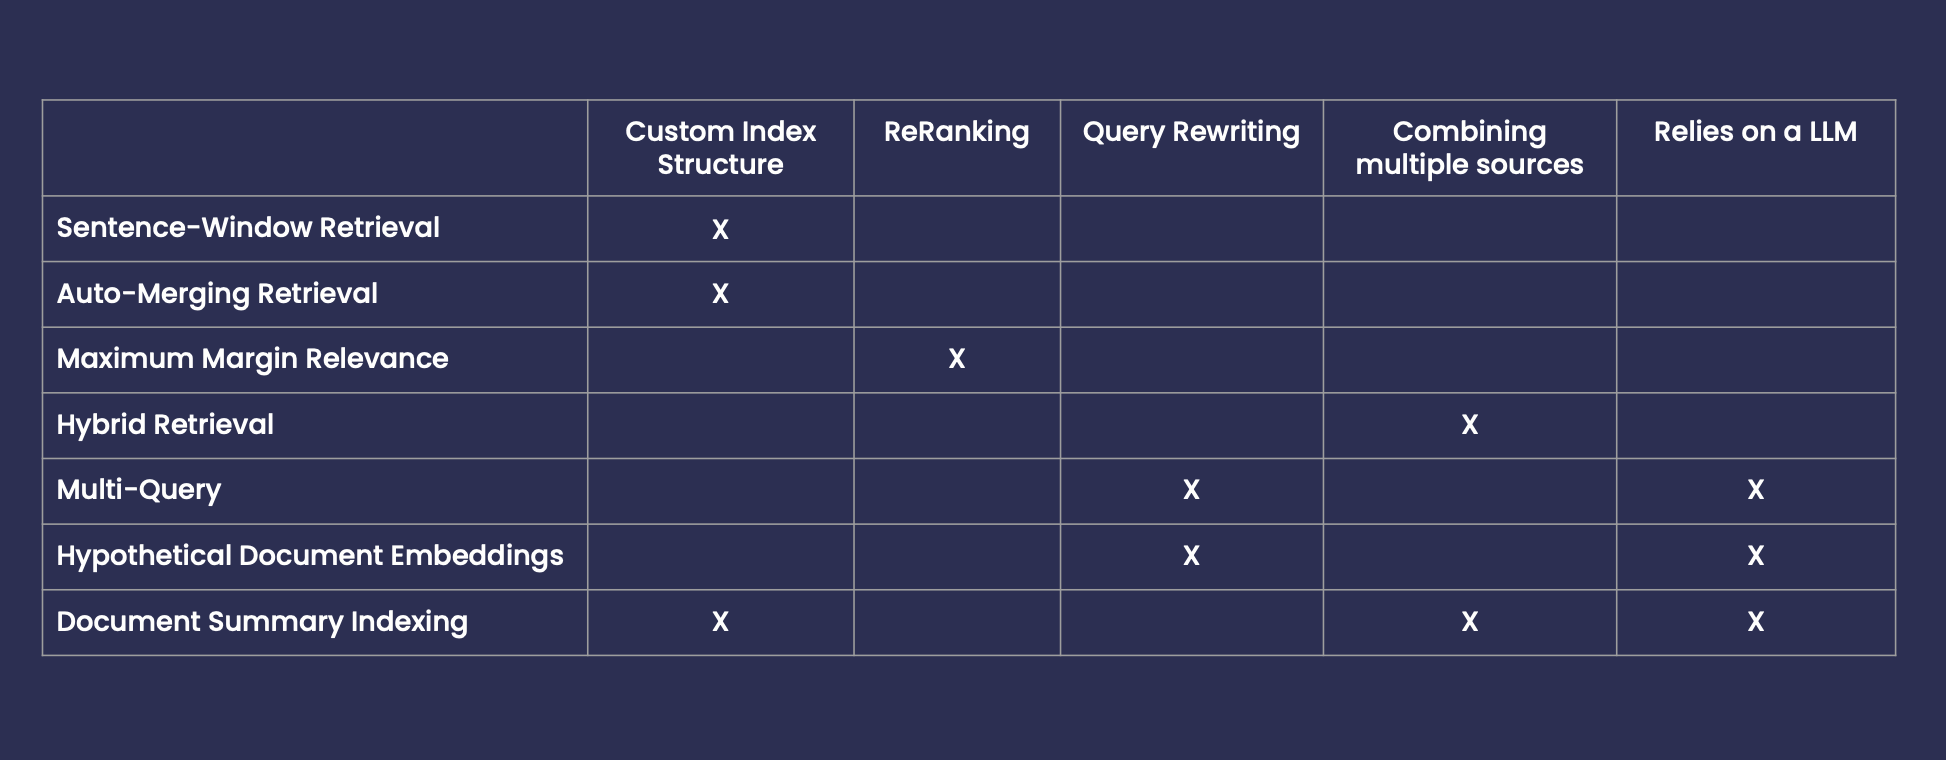 Custom Index Structure ReRanking Query Rewriting Combining multiple sources Relies on a LLM
Sentence-Window Retrieval X
Auto-Merging Retrieval X
Maximum Margin Relevance X
Hybrid Retrieval X
Multi-Query X X
Hypothetical Document Embeddings X X
Document Summary Indexing X X X